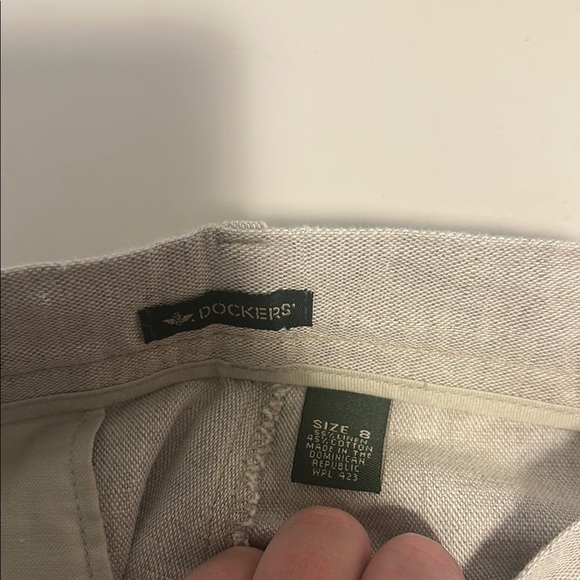 DOCKERS®
SIZE 8
55% LINEN
45% COTTON
MADE IN THE
DOMINICAN
REPUBLIC
WPL 423